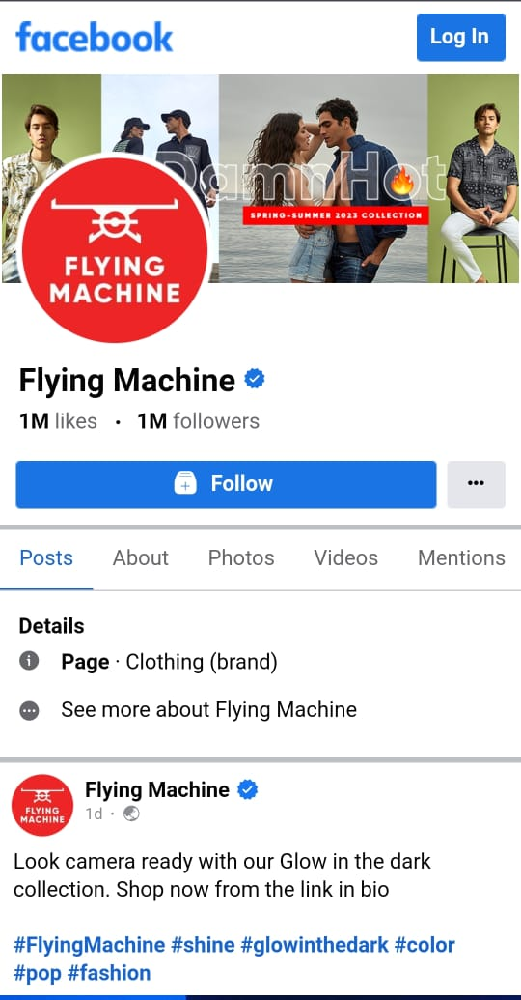 facebook
Log In
DamnHot
SPRING-SUMMER 2023 COLLECTION
FLYING
MACHINE
Flying Machine
1M likes · 1M followers
Follow
Posts About Photos Videos Mentions
Details
Page · Clothing (brand)
See more about Flying Machine
FLYING
MACHINE
Flying Machine
1d ·
Look camera ready with our Glow in the dark
collection. Shop now from the link in bio
#FlyingMachine #shine #glowinthedark #color
#pop #fashion